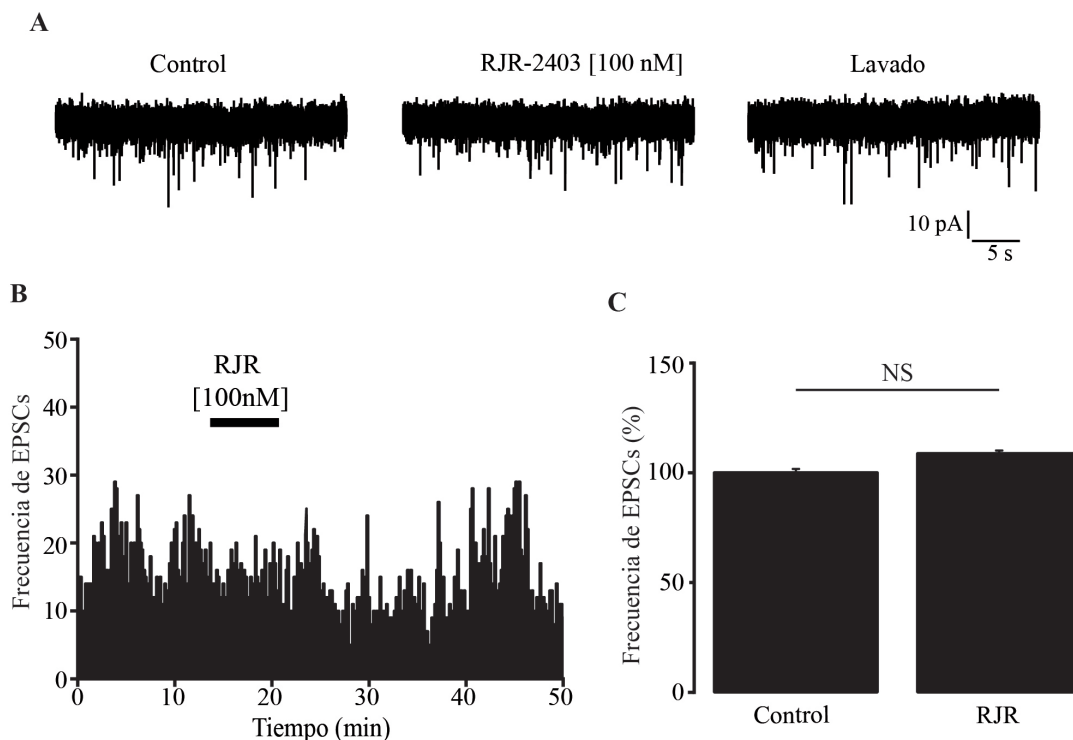 A
Control
RJR-2403 [100 nM]
Lavado
10 pA
5 s
B
Frecuencia de EPSCs
50
40
30
20
10
0
RJR
[100nM]
0
10
20
30
40
50
Tiempo (min)
C
Frecuencia de EPSCs (%)
150
100
50
0
NS
Control
RJR